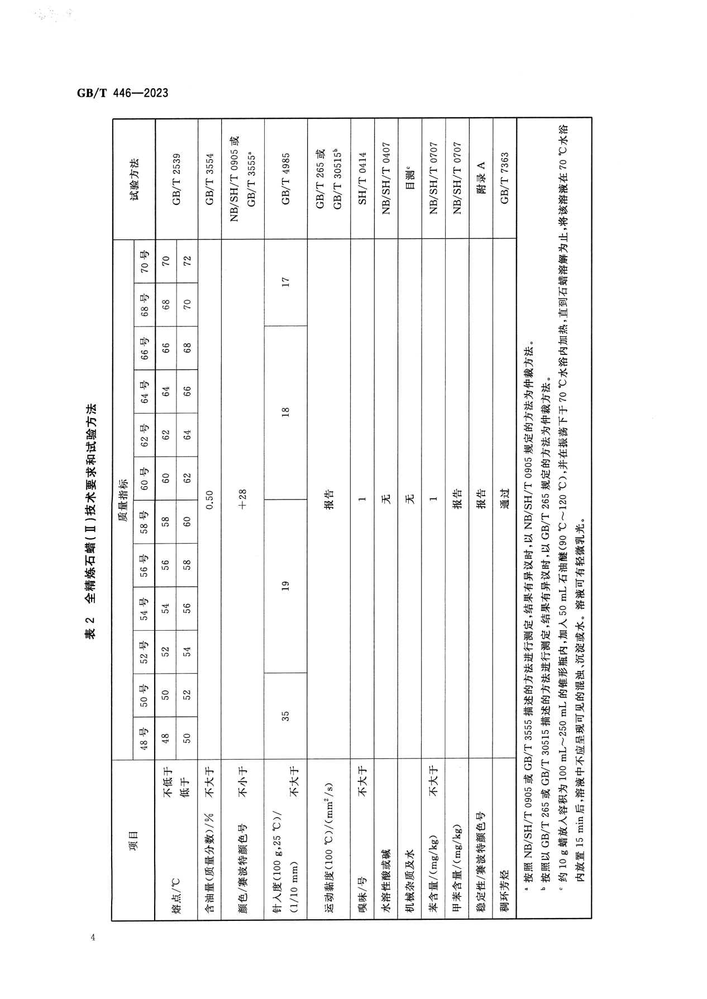 GB/T 446—2023
表 2 全精炼石蜡(Ⅱ)技术要求和试验方法
项目 质量指标 试验方法
48 号 50 号 52 号 54 号 56 号 58 号 60 号 62 号 64 号 66 号 68 号 70 号
熔点/℃ 不低于 48 50 52 54 56 58 60 62 64 66 68 70 GB/T 2539
低于 50 52 54 56 58 60 62 64 66 68 70 72
含油量(质量分数)/% 不大于 0.50 GB/T 3554
颜色/赛波特颜色号 不小于 +28 NB/SH/T 0905 或
GB/T 3555ᵃ
针入度(100 g,25 ℃)/
(1/10 mm) 不大于 35 19 18 17 GB/T 4985
运动黏度(100 ℃)/(mm²/s) 报告 GB/T 265 或
GB/T 30515ᵇ
嗅味/号 不大于 1 SH/T 0414
水溶性酸或碱 无 NB/SH/T 0407
机械杂质及水 无 目测ᶜ
苯含量/(mg/kg) 不大于 1 NB/SH/T 0707
甲苯含量/(mg/kg) 报告 NB/SH/T 0707
稳定性/赛波特颜色号 报告 附录 A
稠环芳烃 通过 GB/T 7363
ᵃ 按照 NB/SH/T 0905 或 GB/T 3555 描述的方法进行测定,结果有异议时,以 NB/SH/T 0905 规定的方法为仲裁方法。
ᵇ 按照以 GB/T 265 或 GB/T 30515 描述的方法进行测定,结果有异议时,以 GB/T 265 规定的方法为仲裁方法。
ᶜ 约 10 g 蜡放入容积为 100 mL～250 mL 的锥形瓶内,加入 50 mL 石油醚(90 ℃～120 ℃),并在振荡下于 70 ℃水浴内加热,直到石蜡溶解为止,将该溶液在 70 ℃水浴
内放置 15 min 后,溶液中不应呈现可见的混浊、沉淀或水。溶液可有轻微乳光。
4